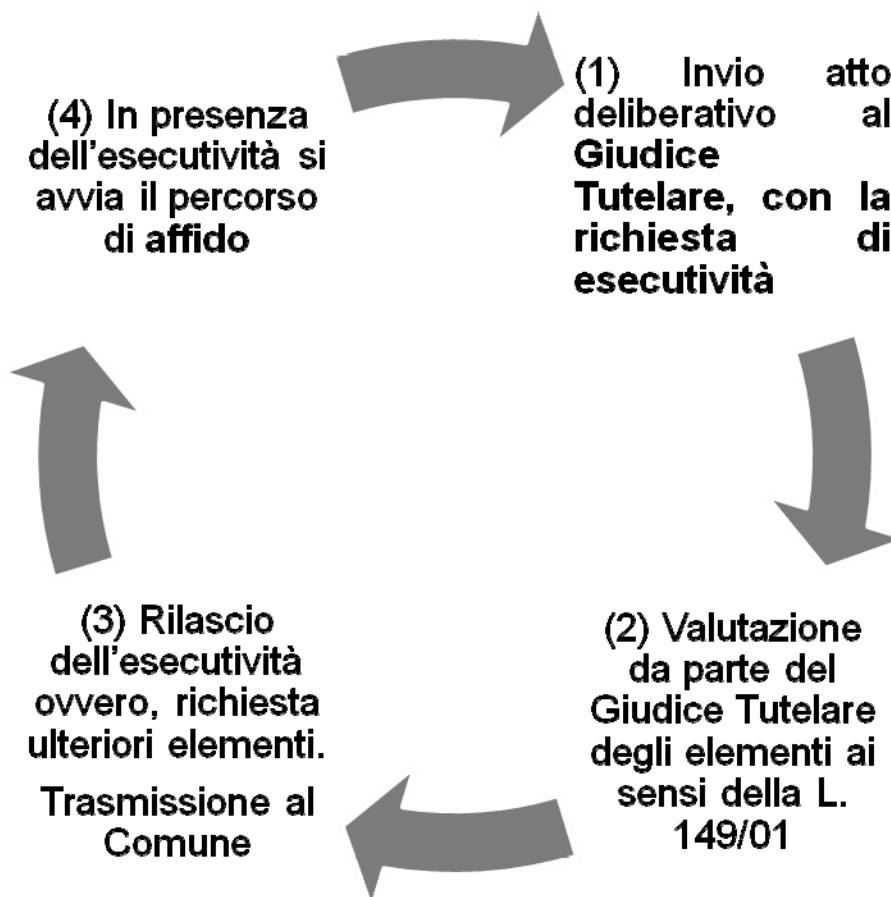 (1) Invio atto
deliberativo al
Giudice
Tutelare, con la
richiesta di
esecutività
(2) Valutazione
da parte del
Giudice Tutelare
degli elementi ai
sensi della L.
149/01
(3) Rilascio
dell'esecutività
ovvero, richiesta
ulteriori elementi.
Trasmissione al
Comune
(4) In presenza
dell'esecutività si
avvia il percorso
di affido